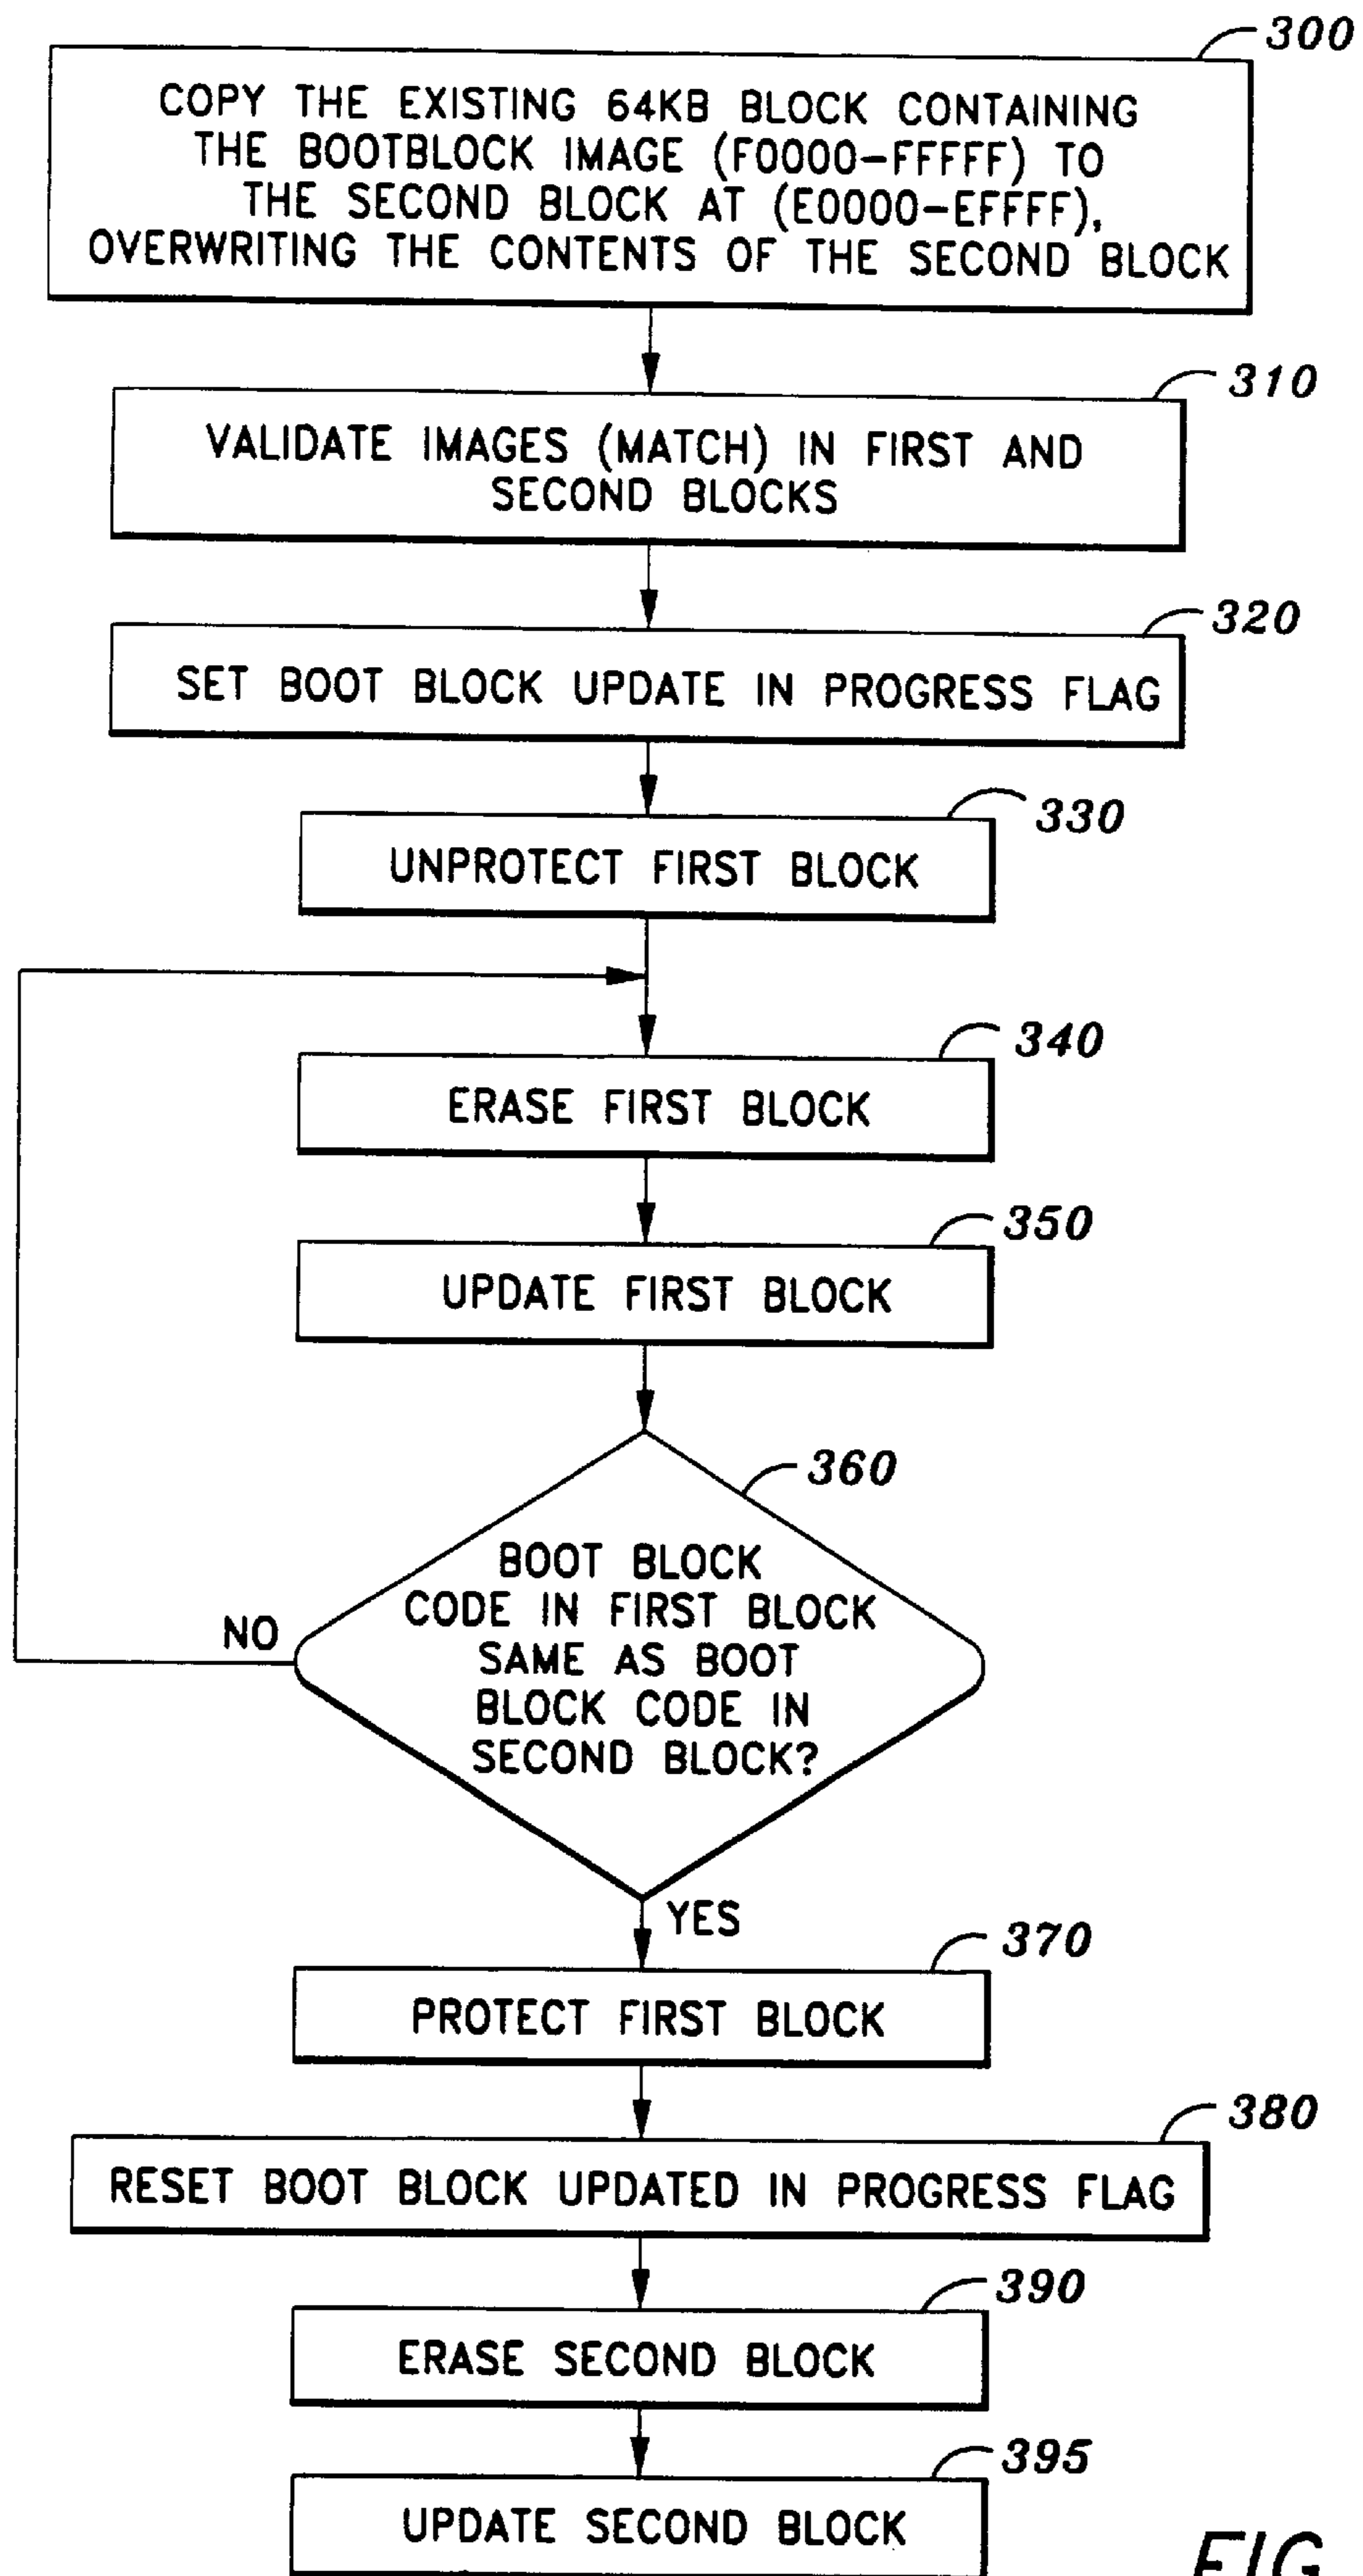 300
COPY THE EXISTING 64KB BLOCK CONTAINING
THE BOOTBLOCK IMAGE (F0000-FFFFF) TO
THE SECOND BLOCK AT (E0000-EFFFF),
OVERWRITING THE CONTENTS OF THE SECOND BLOCK
310
VALIDATE IMAGES (MATCH) IN FIRST AND
SECOND BLOCKS
320
SET BOOT BLOCK UPDATE IN PROGRESS FLAG
330
UNPROTECT FIRST BLOCK
340
ERASE FIRST BLOCK
350
UPDATE FIRST BLOCK
360
BOOT BLOCK
CODE IN FIRST BLOCK
SAME AS BOOT
BLOCK CODE IN
SECOND BLOCK?
NO
YES
370
PROTECT FIRST BLOCK
380
RESET BOOT BLOCK UPDATED IN PROGRESS FLAG
390
ERASE SECOND BLOCK
395
UPDATE SECOND BLOCK
FIG